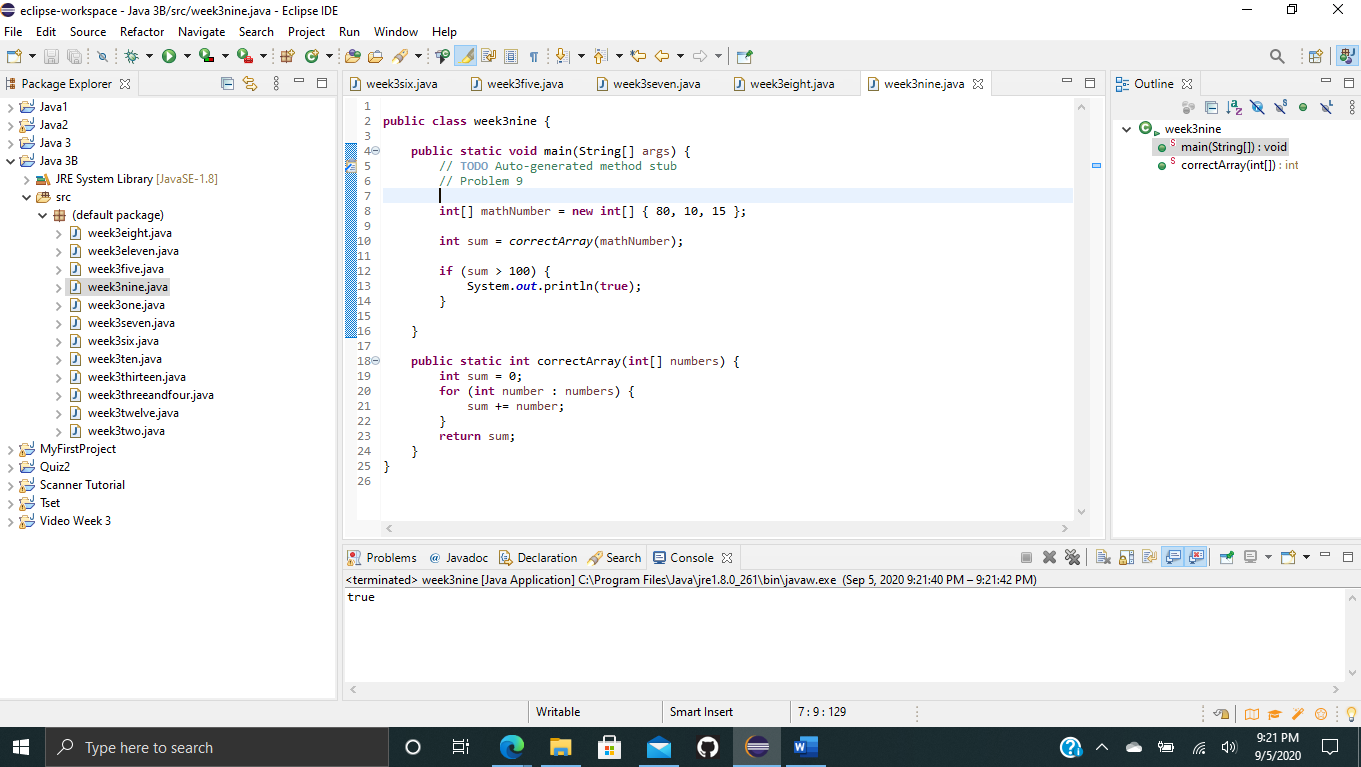 eclipse-workspace - Java 3B/src/week3nine.java - Eclipse IDE
File Edit Source Refactor Navigate Search Project Run Window Help
Package Explorer
Java1
Java2
Java 3
Java 3B
JRE System Library [JavaSE-1.8]
src
(default package)
week3eight.java
week3eleven.java
week3five.java
week3nine.java
week3one.java
week3seven.java
week3six.java
week3ten.java
week3thirteen.java
week3threeandfour.java
week3twelve.java
week3two.java
MyFirstProject
Quiz2
Scanner Tutorial
Tset
Video Week 3
week3six.java week3five.java week3seven.java week3eight.java week3nine.java
1
2 public class week3nine {
3
4 public static void main(String[] args) {
5 // TODO Auto-generated method stub
6 // Problem 9
7
8 int[] mathNumber = new int[] { 80, 10, 15 };
9
10 int sum = correctArray(mathNumber);
11
12 if (sum > 100) {
13 System.out.println(true);
14 }
15
16 }
17
18 public static int correctArray(int[] numbers) {
19 int sum = 0;
20 for (int number : numbers) {
21 sum += number;
22 }
23 return sum;
24 }
25 }
26
Outline
week3nine
main(String[]) : void
correctArray(int[]) : int
Problems @ Javadoc Declaration Search Console
<terminated> week3nine [Java Application] C:\Program Files\Java\jre1.8.0_261\bin\javaw.exe (Sep 5, 2020 9:21:40 PM – 9:21:42 PM)
true
Writable Smart Insert 7 : 9 : 129
Type here to search
9:21 PM
9/5/2020